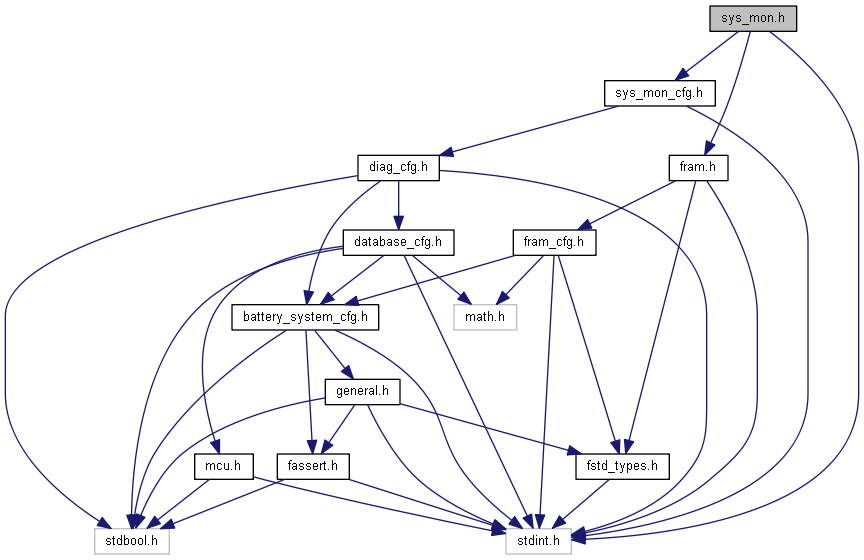 sys_mon.h
sys_mon_cfg.h
diag_cfg.h
fram.h
database_cfg.h
fram_cfg.h
battery_system_cfg.h
math.h
general.h
mcu.h
fassert.h
fstd_types.h
stdbool.h
stdint.h